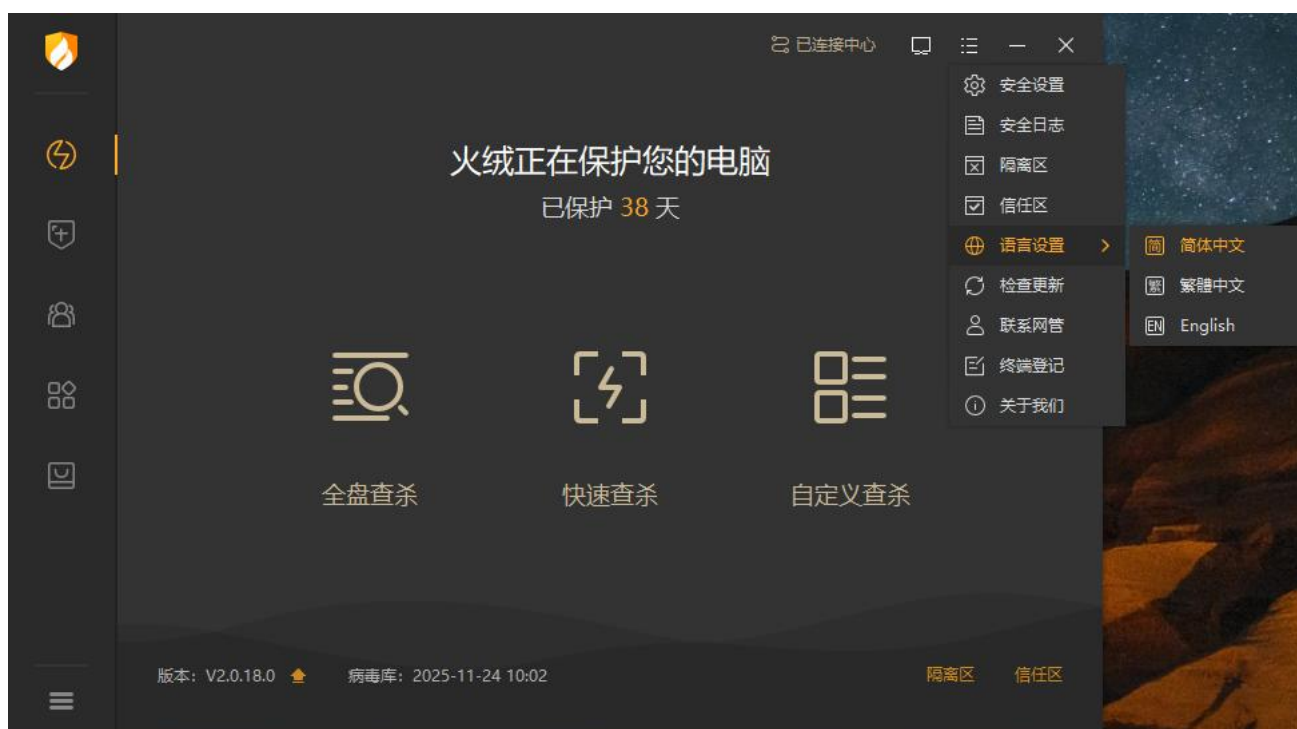 已连接中心
安全设置
安全日志
隔离区
信任区
语言设置
简 简体中文
繁 繁體中文
EN English
检查更新
联系网管
终端登记
关于我们
火绒正在保护您的电脑
已保护 38 天
全盘查杀
快速查杀
自定义查杀
版本：V2.0.18.0
病毒库：2025-11-24 10:02
隔离区
信任区